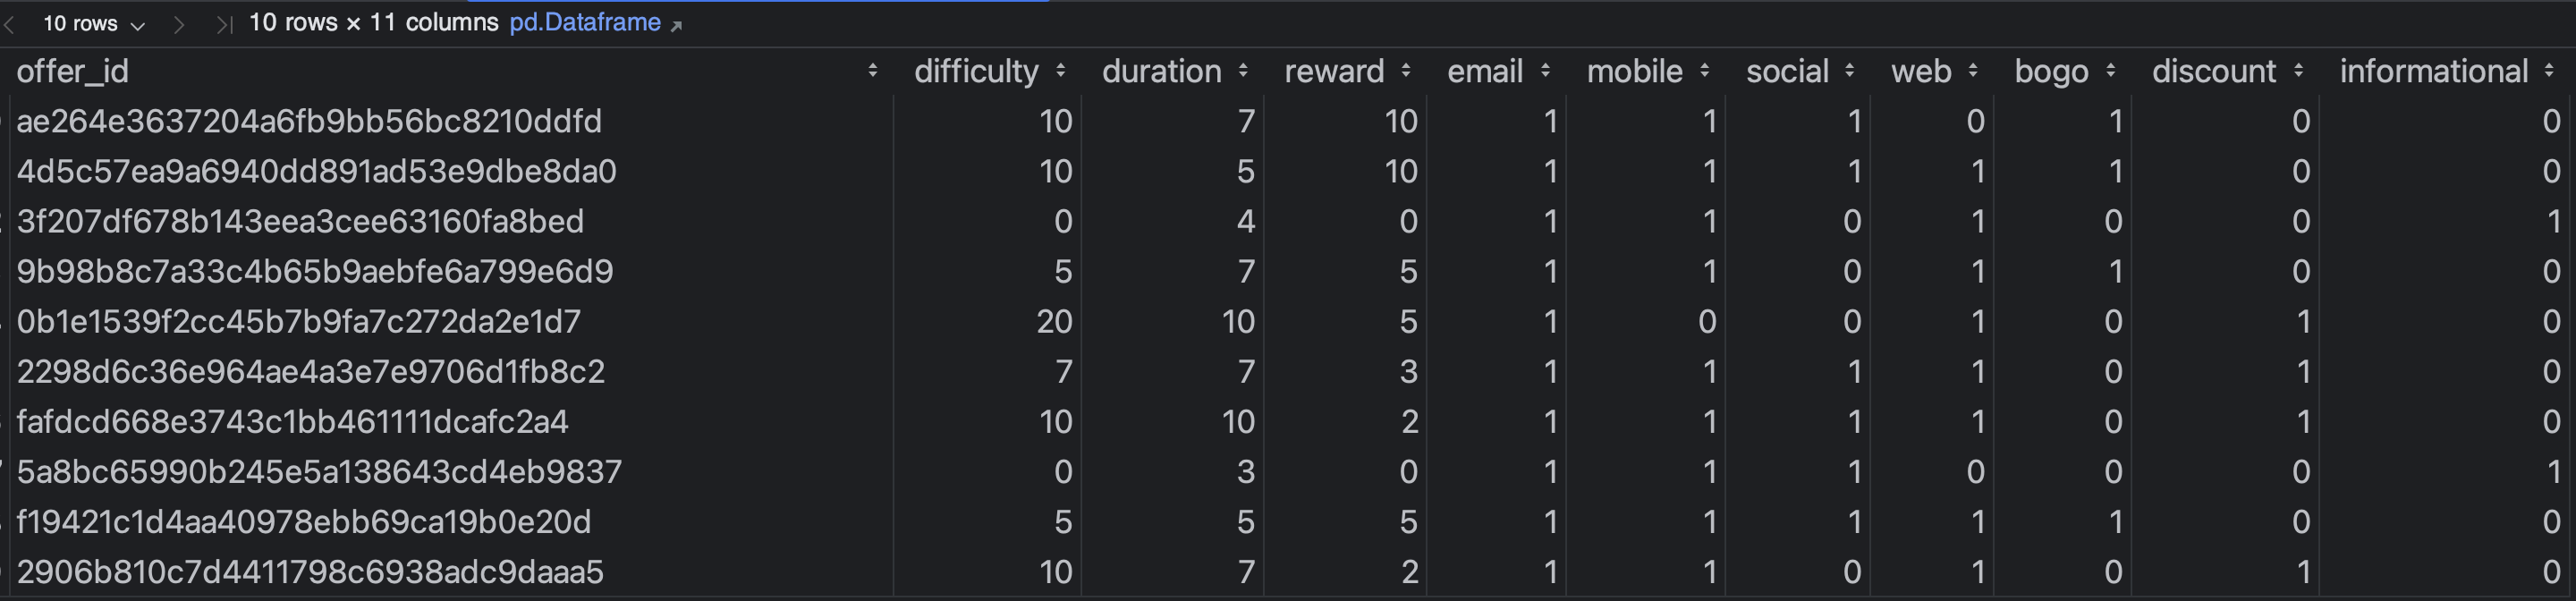 10 rows 10 rows × 11 columns pd.Dataframe
offer_id difficulty duration reward email mobile social web bogo discount informational
ae264e3637204a6fb9bb56bc8210ddfd 10 7 10 1 1 1 0 1 0 0
4d5c57ea9a6940dd891ad53e9dbe8da0 10 5 10 1 1 1 1 1 0 0
3f207df678b143eea3cee63160fa8bed 0 4 0 1 1 0 1 0 0 1
9b98b8c7a33c4b65b9aebfe6a799e6d9 5 7 5 1 1 0 1 1 0 0
0b1e1539f2cc45b7b9fa7c272da2e1d7 20 10 5 1 0 0 1 0 1 0
2298d6c36e964ae4a3e7e9706d1fb8c2 7 7 3 1 1 1 1 0 1 0
fafdcd668e3743c1bb461111dcafc2a4 10 10 2 1 1 1 1 0 1 0
5a8bc65990b245e5a138643cd4eb9837 0 3 0 1 1 1 0 0 0 1
f19421c1d4aa40978ebb69ca19b0e20d 5 5 5 1 1 1 1 1 0 0
2906b810c7d4411798c6938adc9daaa5 10 7 2 1 1 0 1 0 1 0